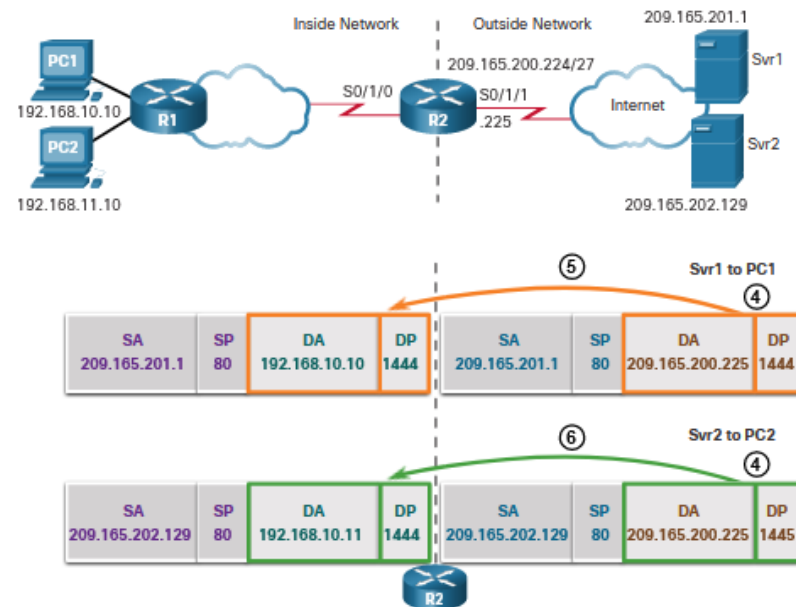 Inside Network
Outside Network
209.165.201.1
PC1
192.168.10.10
R1
S0/1/0
R2
209.165.200.224/27
S0/1/1
.225
Internet
Svr1
PC2
192.168.11.10
Svr2
209.165.202.129
⑤
Svr1 to PC1
④
SA SP DA DP SA SP DA DP
209.165.201.1 80 192.168.10.10 1444 209.165.201.1 80 209.165.200.225 1444
⑥
Svr2 to PC2
④
SA SP DA DP SA SP DA DP
209.165.202.129 80 192.168.10.11 1444 209.165.202.129 80 209.165.200.225 1445
R2